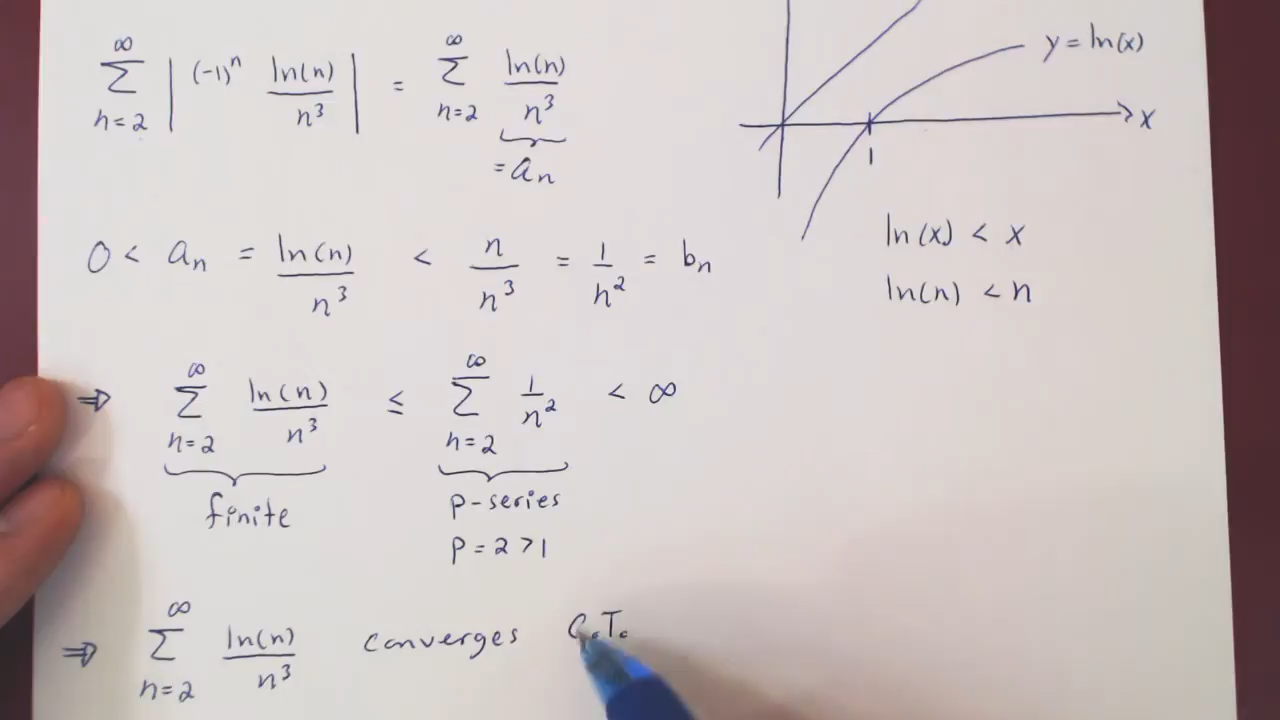 ∞ ∑ n=2 | (-1)^n ln(n)/n^3 | = ∞ ∑ n=2 ln(n)/n^3
= a_n
y = ln(x)
x
1
0 < a_n = ln(n)/n^3 < n/n^3 = 1/n^2 = b_n
ln(x) < x
ln(n) < n
⇒ ∞ ∑ n=2 ln(n)/n^3 ≤ ∞ ∑ n=2 1/n^2 < ∞
finite
p-series
p = 2 > 1
⇒ ∞ ∑ n=2 ln(n)/n^3 converges C.T.